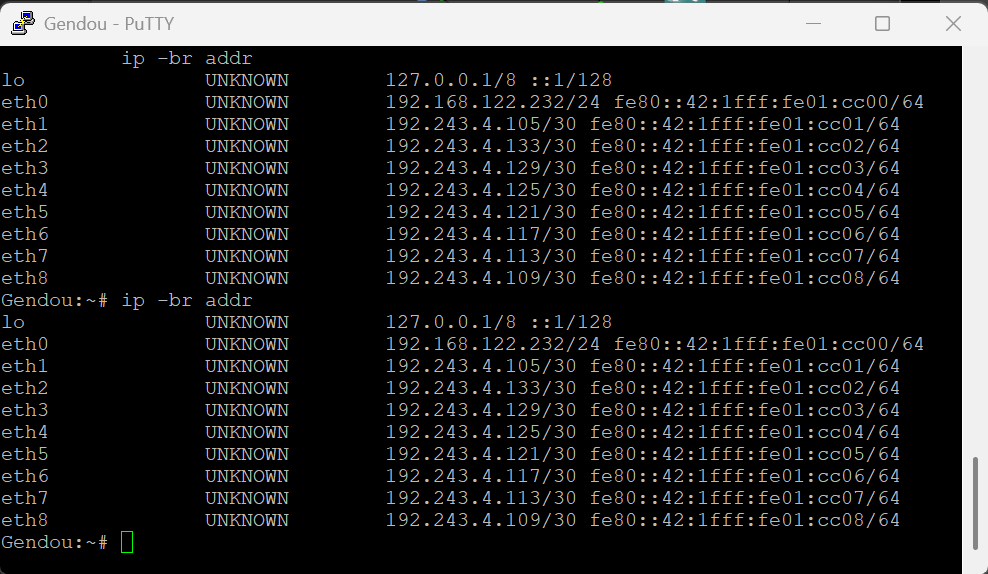 Gendou - PuTTY
ip -br addr
lo UNKNOWN 127.0.0.1/8 ::1/128
eth0 UNKNOWN 192.168.122.232/24 fe80::42:1fff:fe01:cc00/64
eth1 UNKNOWN 192.243.4.105/30 fe80::42:1fff:fe01:cc01/64
eth2 UNKNOWN 192.243.4.133/30 fe80::42:1fff:fe01:cc02/64
eth3 UNKNOWN 192.243.4.129/30 fe80::42:1fff:fe01:cc03/64
eth4 UNKNOWN 192.243.4.125/30 fe80::42:1fff:fe01:cc04/64
eth5 UNKNOWN 192.243.4.121/30 fe80::42:1fff:fe01:cc05/64
eth6 UNKNOWN 192.243.4.117/30 fe80::42:1fff:fe01:cc06/64
eth7 UNKNOWN 192.243.4.113/30 fe80::42:1fff:fe01:cc07/64
eth8 UNKNOWN 192.243.4.109/30 fe80::42:1fff:fe01:cc08/64
Gendou:~# ip -br addr
lo UNKNOWN 127.0.0.1/8 ::1/128
eth0 UNKNOWN 192.168.122.232/24 fe80::42:1fff:fe01:cc00/64
eth1 UNKNOWN 192.243.4.105/30 fe80::42:1fff:fe01:cc01/64
eth2 UNKNOWN 192.243.4.133/30 fe80::42:1fff:fe01:cc02/64
eth3 UNKNOWN 192.243.4.129/30 fe80::42:1fff:fe01:cc03/64
eth4 UNKNOWN 192.243.4.125/30 fe80::42:1fff:fe01:cc04/64
eth5 UNKNOWN 192.243.4.121/30 fe80::42:1fff:fe01:cc05/64
eth6 UNKNOWN 192.243.4.117/30 fe80::42:1fff:fe01:cc06/64
eth7 UNKNOWN 192.243.4.113/30 fe80::42:1fff:fe01:cc07/64
eth8 UNKNOWN 192.243.4.109/30 fe80::42:1fff:fe01:cc08/64
Gendou:~#